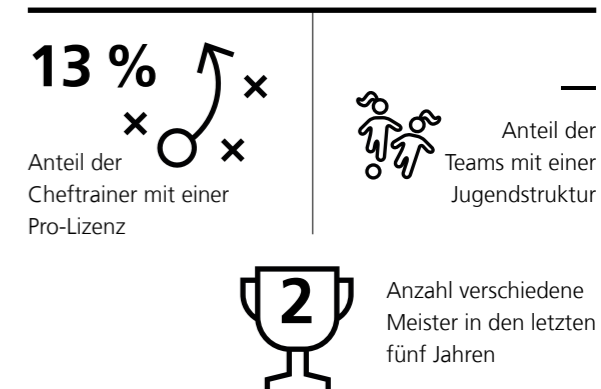 13 %
Anteil der
Cheftrainer mit einer
Pro-Lizenz
—
Anteil der
Teams mit einer
Jugendstruktur
2
Anzahl verschiedene
Meister in den letzten
fünf Jahren